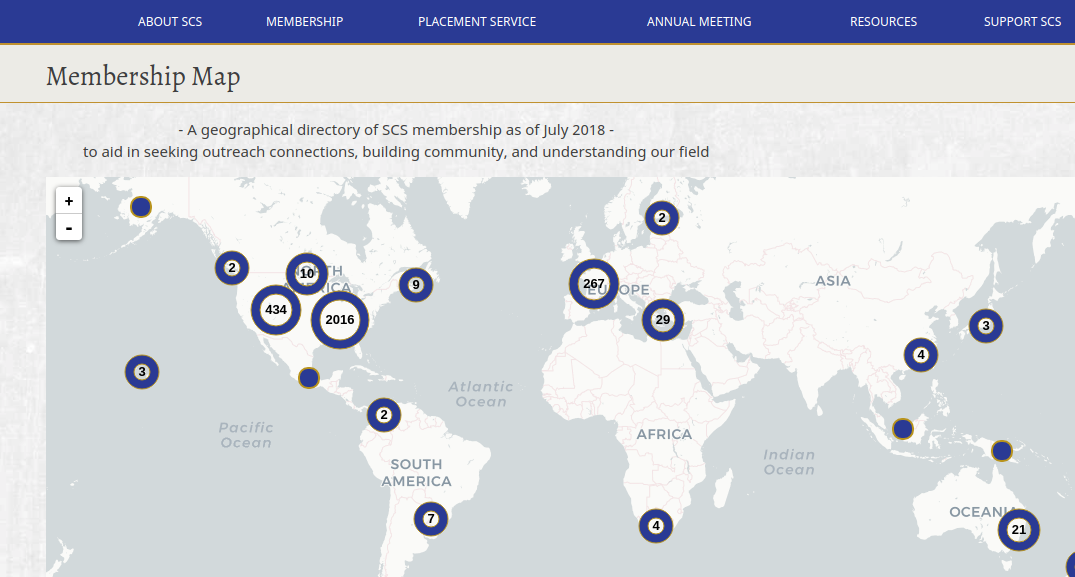 ABOUT SCS MEMBERSHIP PLACEMENT SERVICE ANNUAL MEETING RESOURCES SUPPORT SCS
Membership Map
- A geographical directory of SCS membership as of July 2018 -
to aid in seeking outreach connections, building community, and understanding our field
+
-
2
2
10
NORTH
AMERICA
9
267
EUROPE
ASIA
434
2016
29
3
4
3
Atlantic
Ocean
2
Pacific
Ocean
AFRICA
Indian
Ocean
SOUTH
AMERICA
7
4
OCEANIA
21